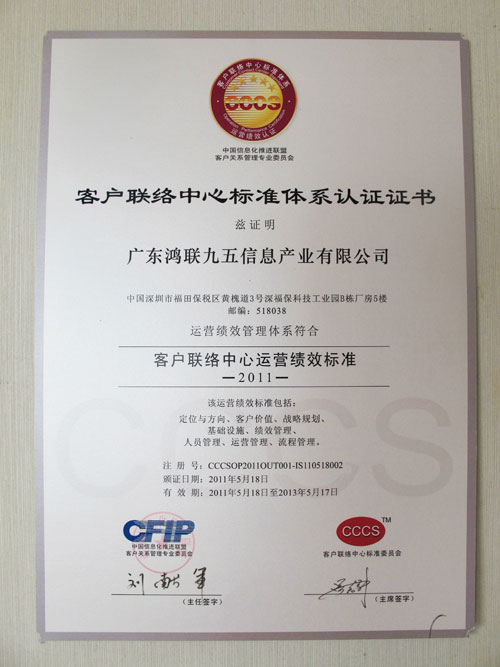 客户联络中心标准体系
CCCS
运营绩效认证
中国信息化推进联盟
客户关系管理专业委员会
客户联络中心标准体系认证证书
兹证明
广东鸿联九五信息产业有限公司
中国深圳市福田保税区黄槐道3号深福保科技工业园B栋厂房5楼
邮编：518038
运营绩效管理体系符合
客户联络中心运营绩效标准
—2011—
该运营绩效标准包括：
定位与方向、客户价值、战略规划、
基础设施、绩效管理、
人员管理、运营管理、流程管理。
注 册 号：CCCSOP2011OUT001-IS110518002
颁证日期：2011年5月18日
有 效 期：2011年5月18日至2013年5月17日
CCCS
CFIP
中国信息化推进联盟
客户关系管理专业委员会
CCCS TM
客户联络中心标准委员会
(主任签字)
(主席签字)